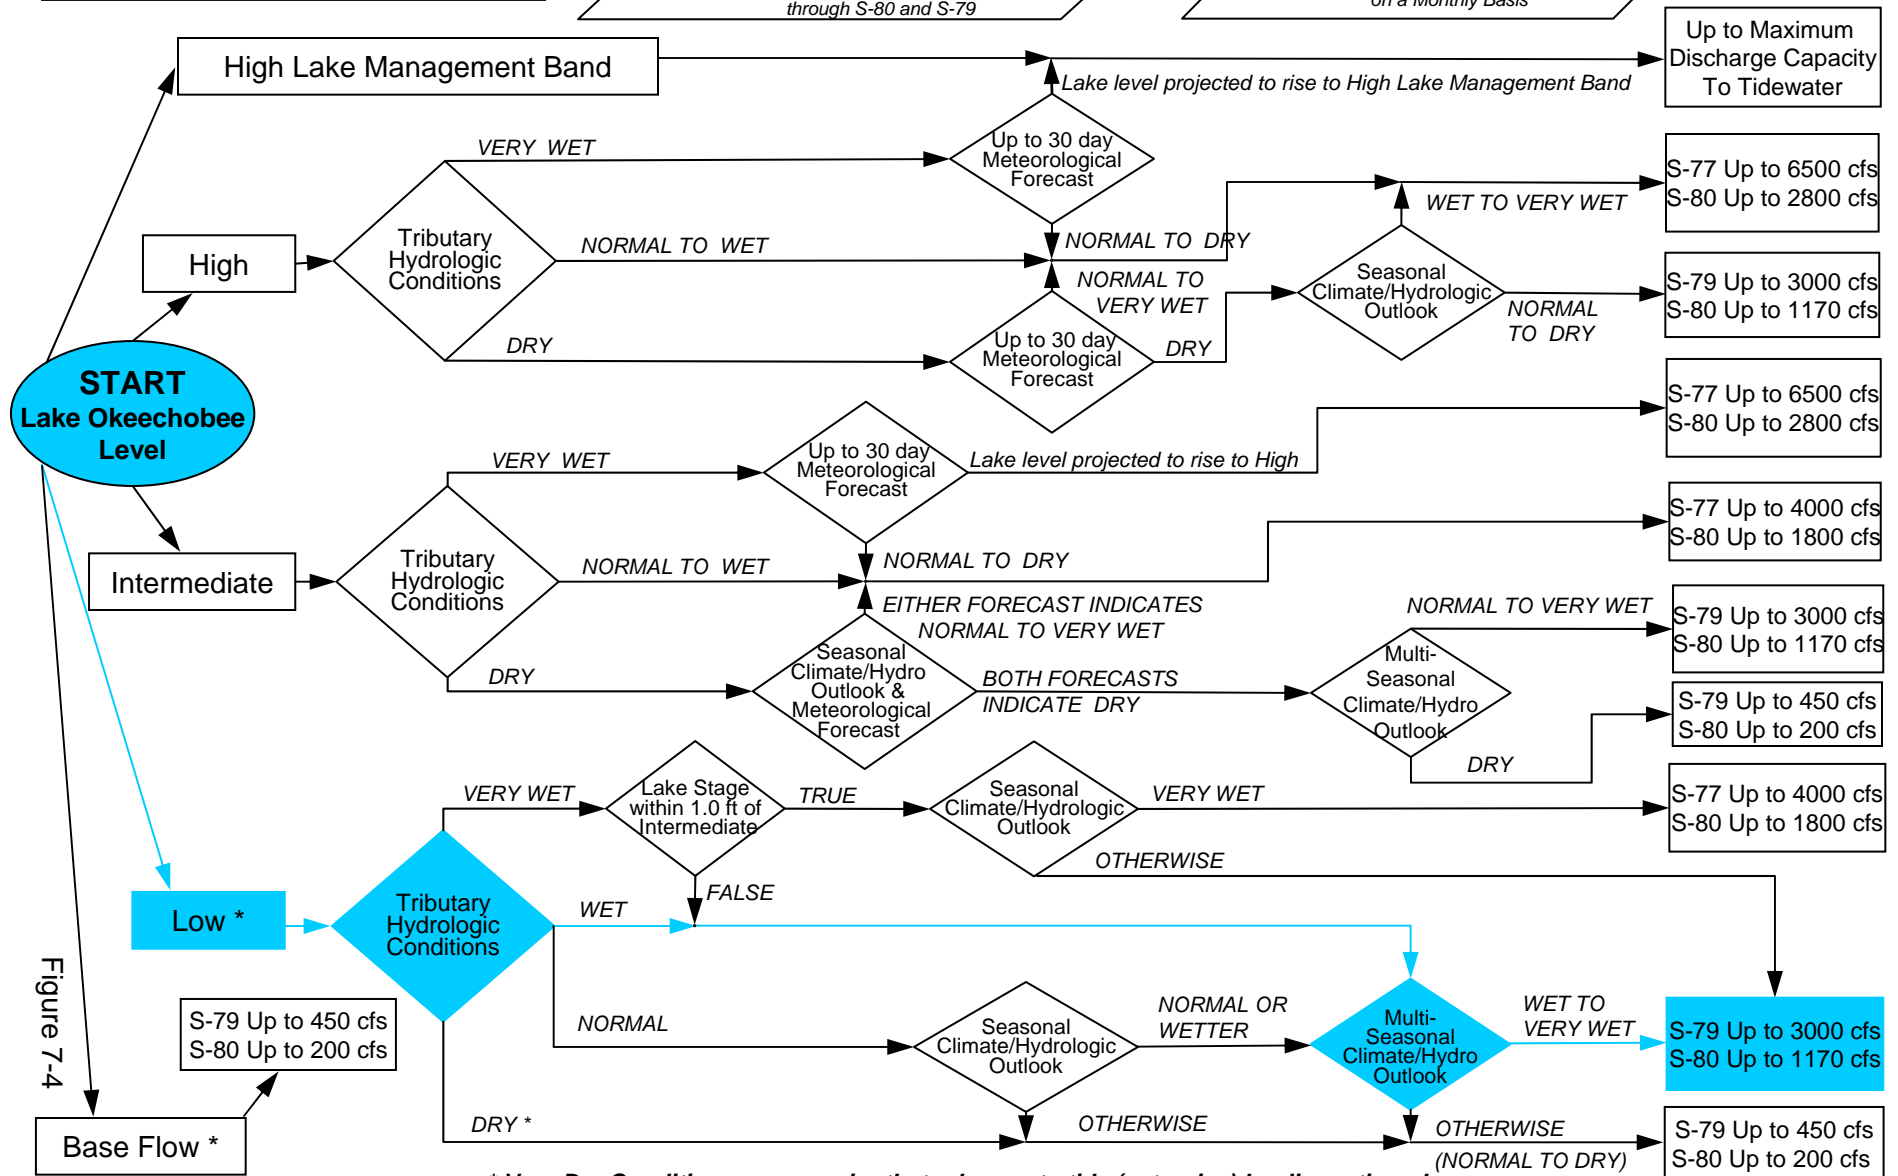 through S-80 and S-79
on a Monthly Basis
High Lake Management Band
Lake level projected to rise to High Lake Management Band
Up to Maximum
Discharge Capacity
To Tidewater
VERY WET
Up to 30 day
Meteorological
Forecast
S-77 Up to 6500 cfs
S-80 Up to 2800 cfs
WET TO VERY WET
High
Tributary
Hydrologic
Conditions
NORMAL TO WET
NORMAL TO DRY
NORMAL TO
VERY WET
Seasonal
Climate/Hydrologic
Outlook
NORMAL
TO DRY
S-79 Up to 3000 cfs
S-80 Up to 1170 cfs
DRY
Up to 30 day
Meteorological
Forecast
DRY
START
Lake Okeechobee
Level
S-77 Up to 6500 cfs
S-80 Up to 2800 cfs
VERY WET
Up to 30 day
Meteorological
Forecast
Lake level projected to rise to High
S-77 Up to 4000 cfs
S-80 Up to 1800 cfs
Intermediate
Tributary
Hydrologic
Conditions
NORMAL TO WET
NORMAL TO DRY
EITHER FORECAST INDICATES
NORMAL TO VERY WET
NORMAL TO VERY WET
S-79 Up to 3000 cfs
S-80 Up to 1170 cfs
DRY
Seasonal
Climate/Hydro
Outlook &
Meteorological
Forecast
BOTH FORECASTS
INDICATE DRY
Multi-
Seasonal
Climate/Hydro
Outlook
S-79 Up to 450 cfs
S-80 Up to 200 cfs
DRY
VERY WET
Lake Stage
within 1.0 ft of
Intermediate
TRUE
Seasonal
Climate/Hydrologic
Outlook
VERY WET
S-77 Up to 4000 cfs
S-80 Up to 1800 cfs
OTHERWISE
FALSE
Low *
Tributary
Hydrologic
Conditions
WET
NORMAL
Seasonal
Climate/Hydrologic
Outlook
NORMAL OR
WETTER
Multi-
Seasonal
Climate/Hydro
Outlook
WET TO
VERY WET
S-79 Up to 3000 cfs
S-80 Up to 1170 cfs
Figure 7-4
S-79 Up to 450 cfs
S-80 Up to 200 cfs
Base Flow *
DRY *
OTHERWISE
OTHERWISE
(NORMAL TO DRY)
S-79 Up to 450 cfs
S-80 Up to 200 cfs